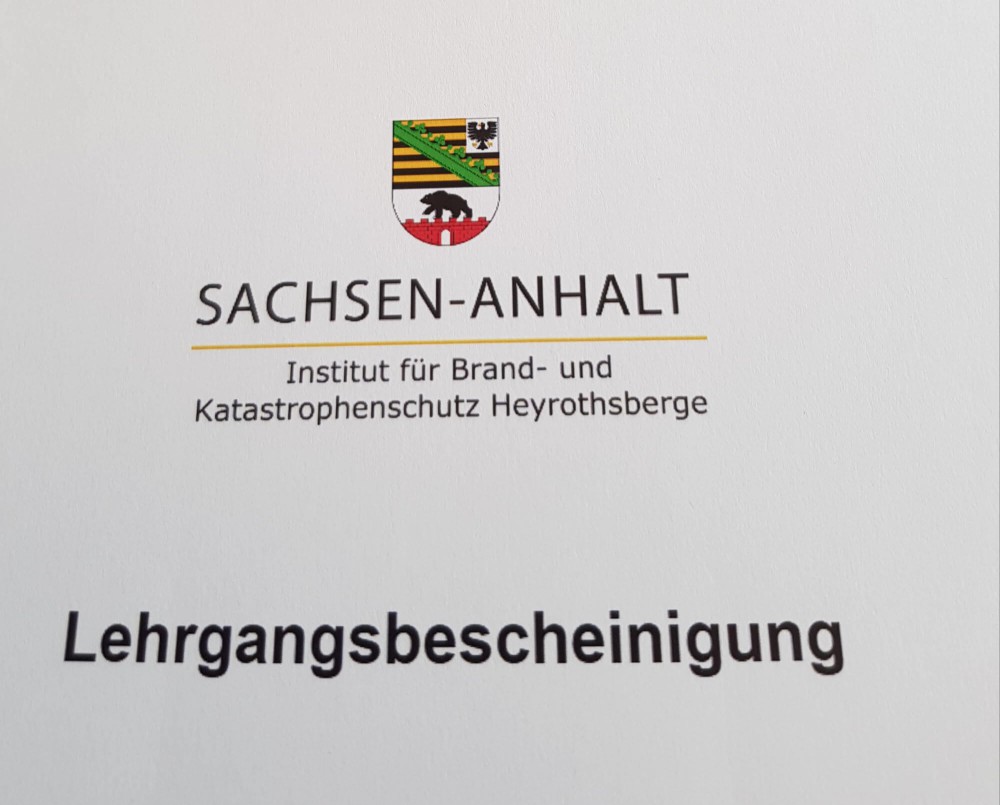 SACHSEN-ANHALT
Institut für Brand- und
Katastrophenschutz Heyrothsberge
Lehrgangsbescheinigung